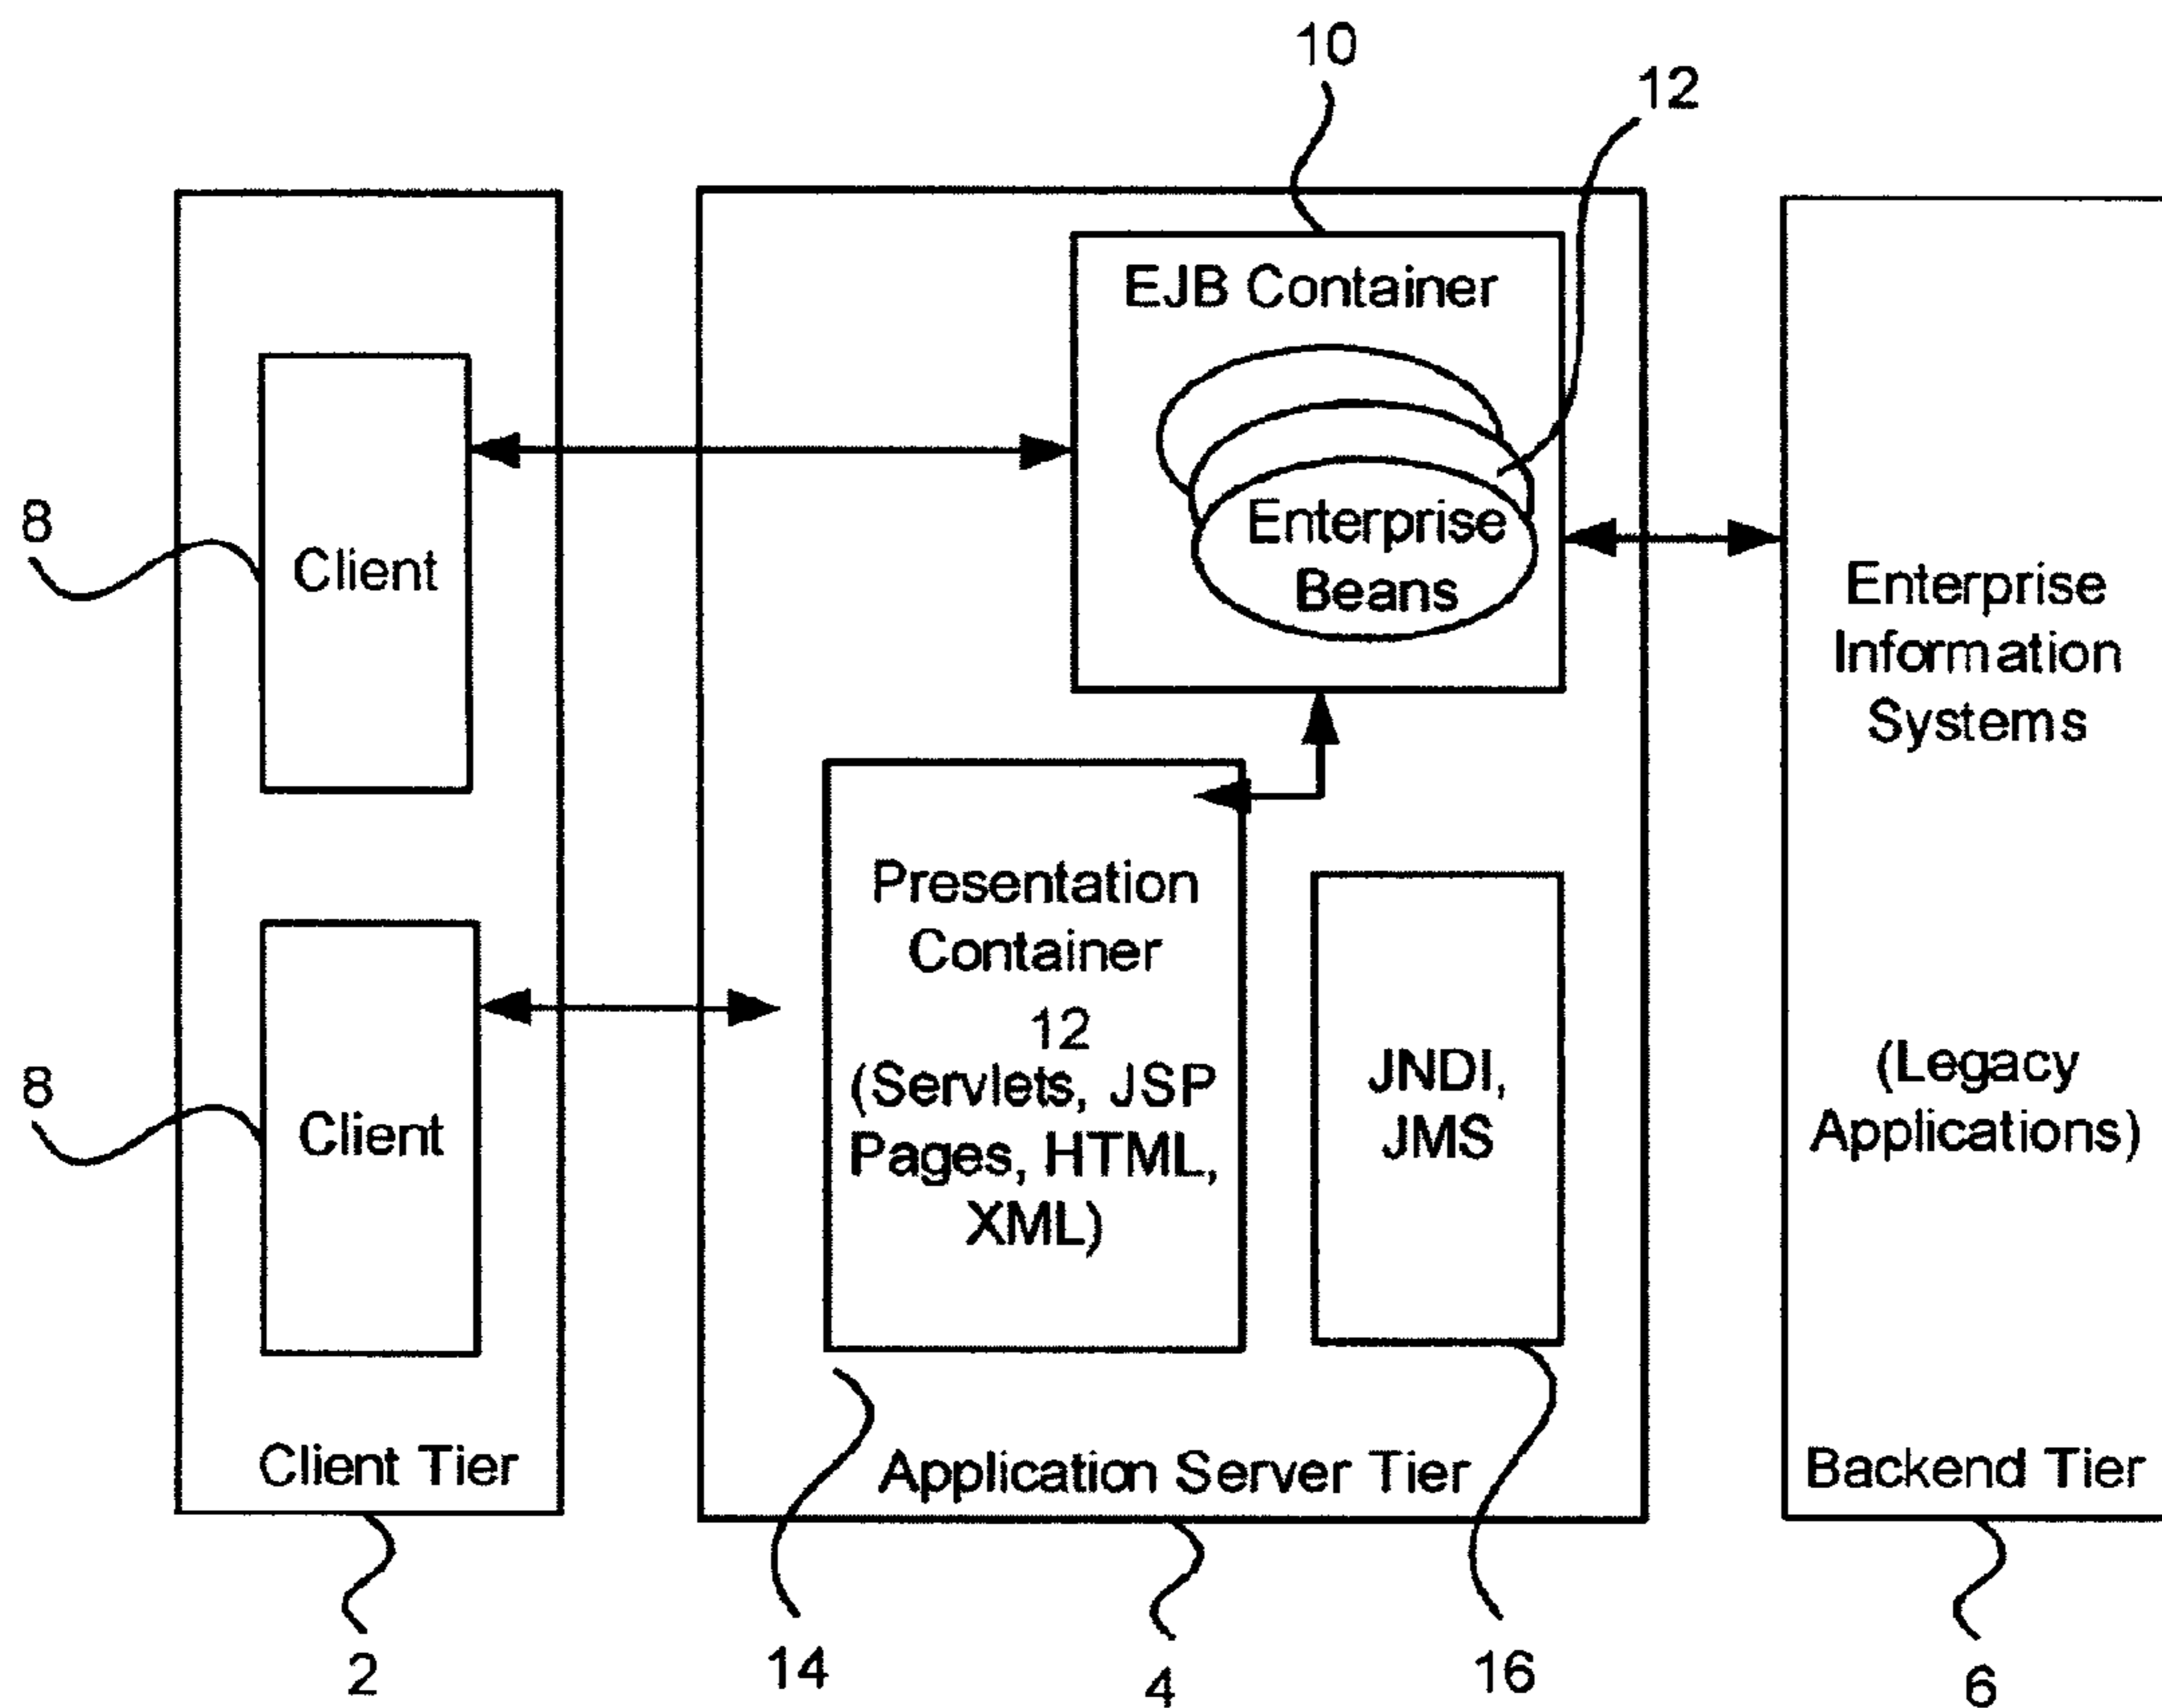 10
12
EJB Container
Enterprise
Beans
8
Client
Enterprise
Information
Systems
Presentation
Container
12
(Servlets, JSP
Pages, HTML,
XML)
8
Client
JNDI,
JMS
(Legacy
Applications)
Client Tier
Application Server Tier
Backend Tier
2
14
4
16
6